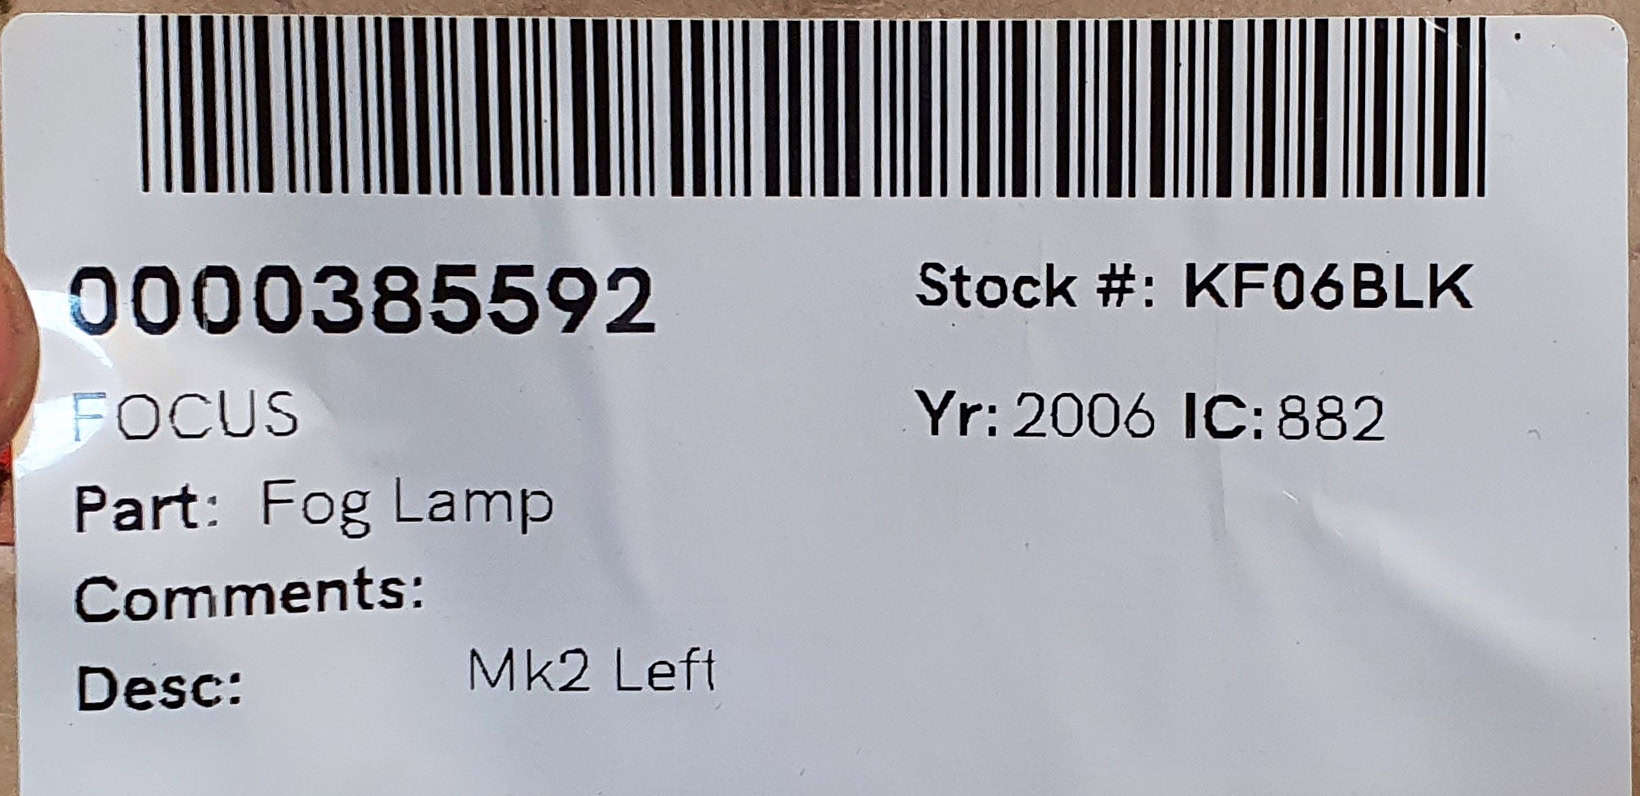 0000385592
Stock #: KF06BLK
FOCUS
Yr: 2006 IC: 882
Part: Fog Lamp
Comments:
Desc: Mk2 Left